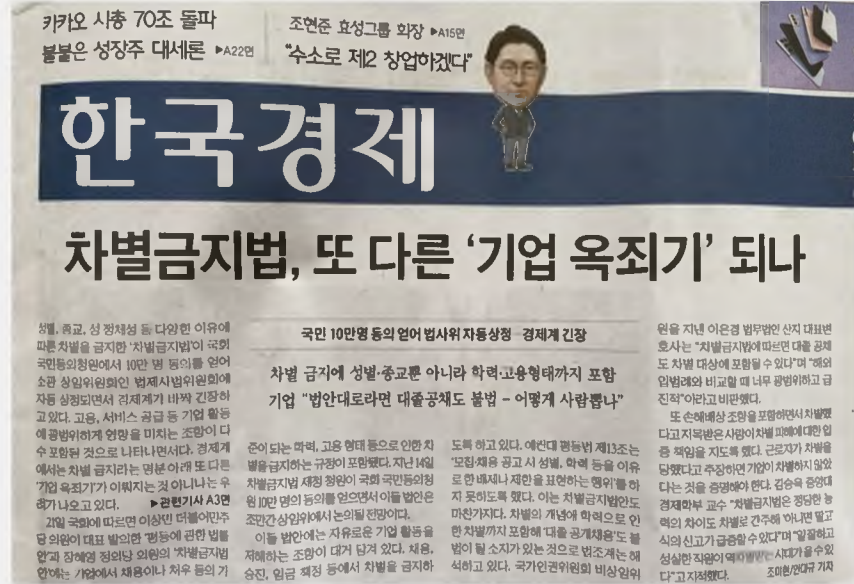 카카오 시총 70조 돌파
불붙은 성장주 대세론 ▶A22면
조현준 효성그룹 회장 ▶A15면
“수소로 제2 창업하겠다”
한국경제
차별금지법, 또 다른 ‘기업 옥죄기’ 되나
성별, 종교, 성 정체성 등 다양한 이유에
따른 차별을 금지한 ‘차별금지법’이 국회
국민동의청원에서 10만 명 동의를 얻어
소관 상임위원회인 법제사법위원회에
자동 상정되면서 경제계가 바짝 긴장하
고 있다. 고용, 서비스 공급 등 기업 활동
에 광범위하게 영향을 미치는 조항이 다
수 포함된 것으로 나타나면서다. 경제계
에서는 차별 금지라는 명분 아래 또 다른
‘기업 옥죄기’가 이뤄지는 것 아니냐는 우
려가 나오고 있다. ▶관련기사 A3면
21일 국회에 따르면 이상민 더불어민주
당 의원이 대표 발의한 ‘평등에 관한 법률
안’과 장혜영 정의당 의원의 ‘차별금지법
안’에는 기업에서 채용이나 처우 등의 기
국민 10만명 동의 얻어 법사위 자동상정…경제계 긴장
차별 금지에 성별·종교뿐 아니라 학력·고용형태까지 포함
기업 “법안대로라면 대졸공채도 불법 – 어떻게 사람뽑나”
준이 되는 학력, 고용 형태 등으로 인한 차
별을 금지하는 규정이 포함됐다. 지난 14일
차별금지법 제정 청원이 국회 국민동의청
원 10만 명의 동의를 얻으면서 이들 법안은
조만간 상임위에서 논의될 전망이다.
이들 법안에는 자유로운 기업 활동을
저해하는 조항이 대거 담겨 있다. 채용,
승진, 임금 책정 등에서 차별을 금지하
도록 하고 있다. 예컨대 평등법 제13조는
‘모집·채용 공고 시 성별, 학력 등을 이유
로 한 배제나 제한을 표현하는 행위’를 하
지 못하도록 했다. 이는 차별금지법안도
마찬가지다. 차별의 개념에 학력으로 인
한 차별까지 포함해 ‘대졸 공개채용’도 불
법이 될 소지가 있는 것으로 법조계는 해
석하고 있다. 국가인권위원회 비상임위
원을 지낸 이은경 법무법인 산지 대표변
호사는 “차별금지법에 따르면 대졸 공채
도 차별 대상에 포함될 수 있다”며 “해외
입법례와 비교할 때 너무 광범위하고 급
진적”이라고 비판했다.
또 손해배상 조항을 포함하면서 차별했
다고 지목받은 사람이 차별 피해에 대한 입
증 책임을 지도록 했다. 근로자가 차별을
당했다고 주장하면 기업이 차별하지 않았
다는 것을 증명해야 한다. 김승욱 중앙대
경제학부 교수 “차별금지법은 정당한 능
력의 차이도 차별로 간주해 ‘아니면 말고’
식의 신고가 급증할 수 있다”며 “일 잘하고
성실한 직원이 역차별받는 시대가 올 수 있
다”고 지적했다. 조미현/안대규 기자